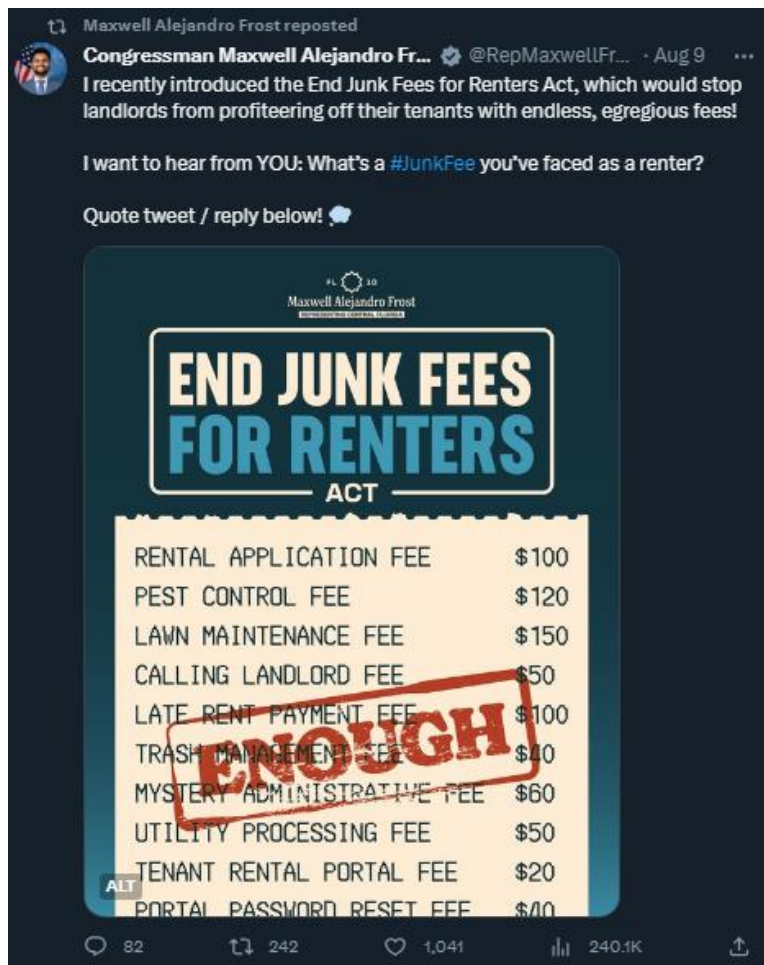 Maxwell Alejandro Frost reposted
Congressman Maxwell Alejandro Fr... @RepMaxwellFr... · Aug 9 ...
I recently introduced the End Junk Fees for Renters Act, which would stop
landlords from profiteering off their tenants with endless, egregious fees!
I want to hear from YOU: What's a #JunkFee you've faced as a renter?
Quote tweet / reply below!
FL 10
Maxwell Alejandro Frost
REPRESENTING CENTRAL FLORIDA
END JUNK FEES
FOR RENTERS
ACT
RENTAL APPLICATION FEE $100
PEST CONTROL FEE $120
LAWN MAINTENANCE FEE $150
CALLING LANDLORD FEE $50
LATE RENT PAYMENT FEE $100
TRASH MANAGEMENT FEE $40
ENOUGH
MYSTERY ADMINISTRATIVE FEE $60
UTILITY PROCESSING FEE $50
TENANT RENTAL PORTAL FEE $20
ALT
PORTAL PASSWORD RESET FEE $40
82 242 1,041 240.1K